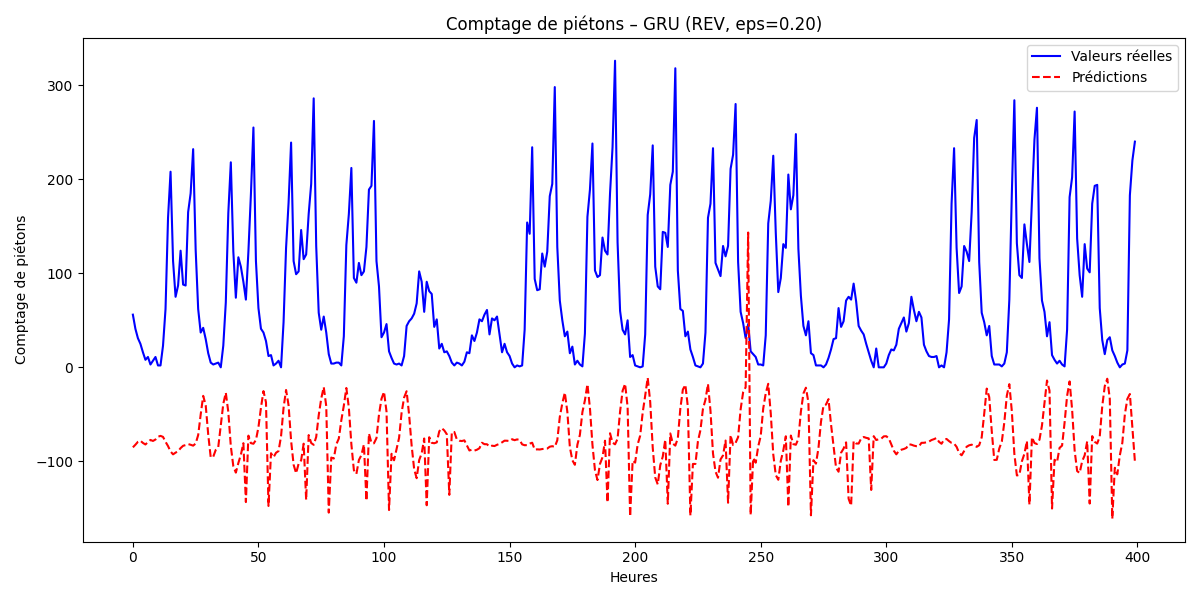 Comptage de piétons – GRU (REV, eps=0.20)
Valeurs réelles
Prédictions
Comptage de piétons
300
200
100
0
−100
0 50 100 150 200 250 300 350 400
Heures